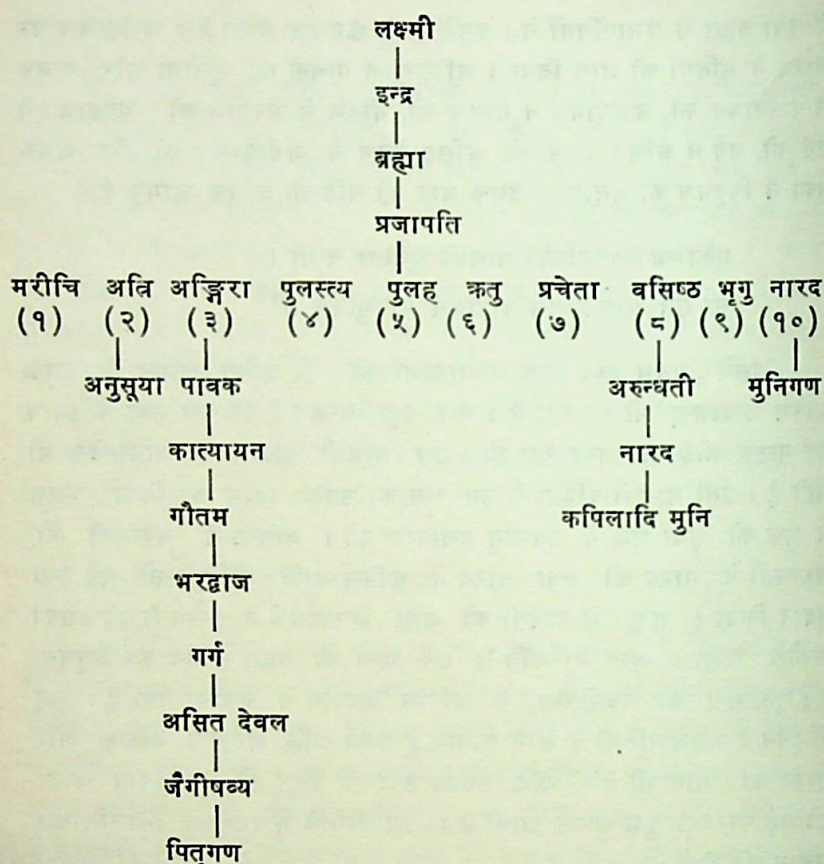 लक्ष्मी
इन्द्र
ब्रह्मा
प्रजापति
मरीचि अत्रि अङ्गिरा पुलस्त्य पुलह ऋतु प्रचेता वसिष्ठ भृगु नारद
(१) (२) (३) (४) (५) (६) (७) (८) (९) (१०)
अनुसूया पावक अरुन्धती मुनिगण
कात्यायन नारद
गौतम कपिलादि मुनि
भरद्वाज
गर्ग
असित देवल
जैगीषव्य
पितृगण